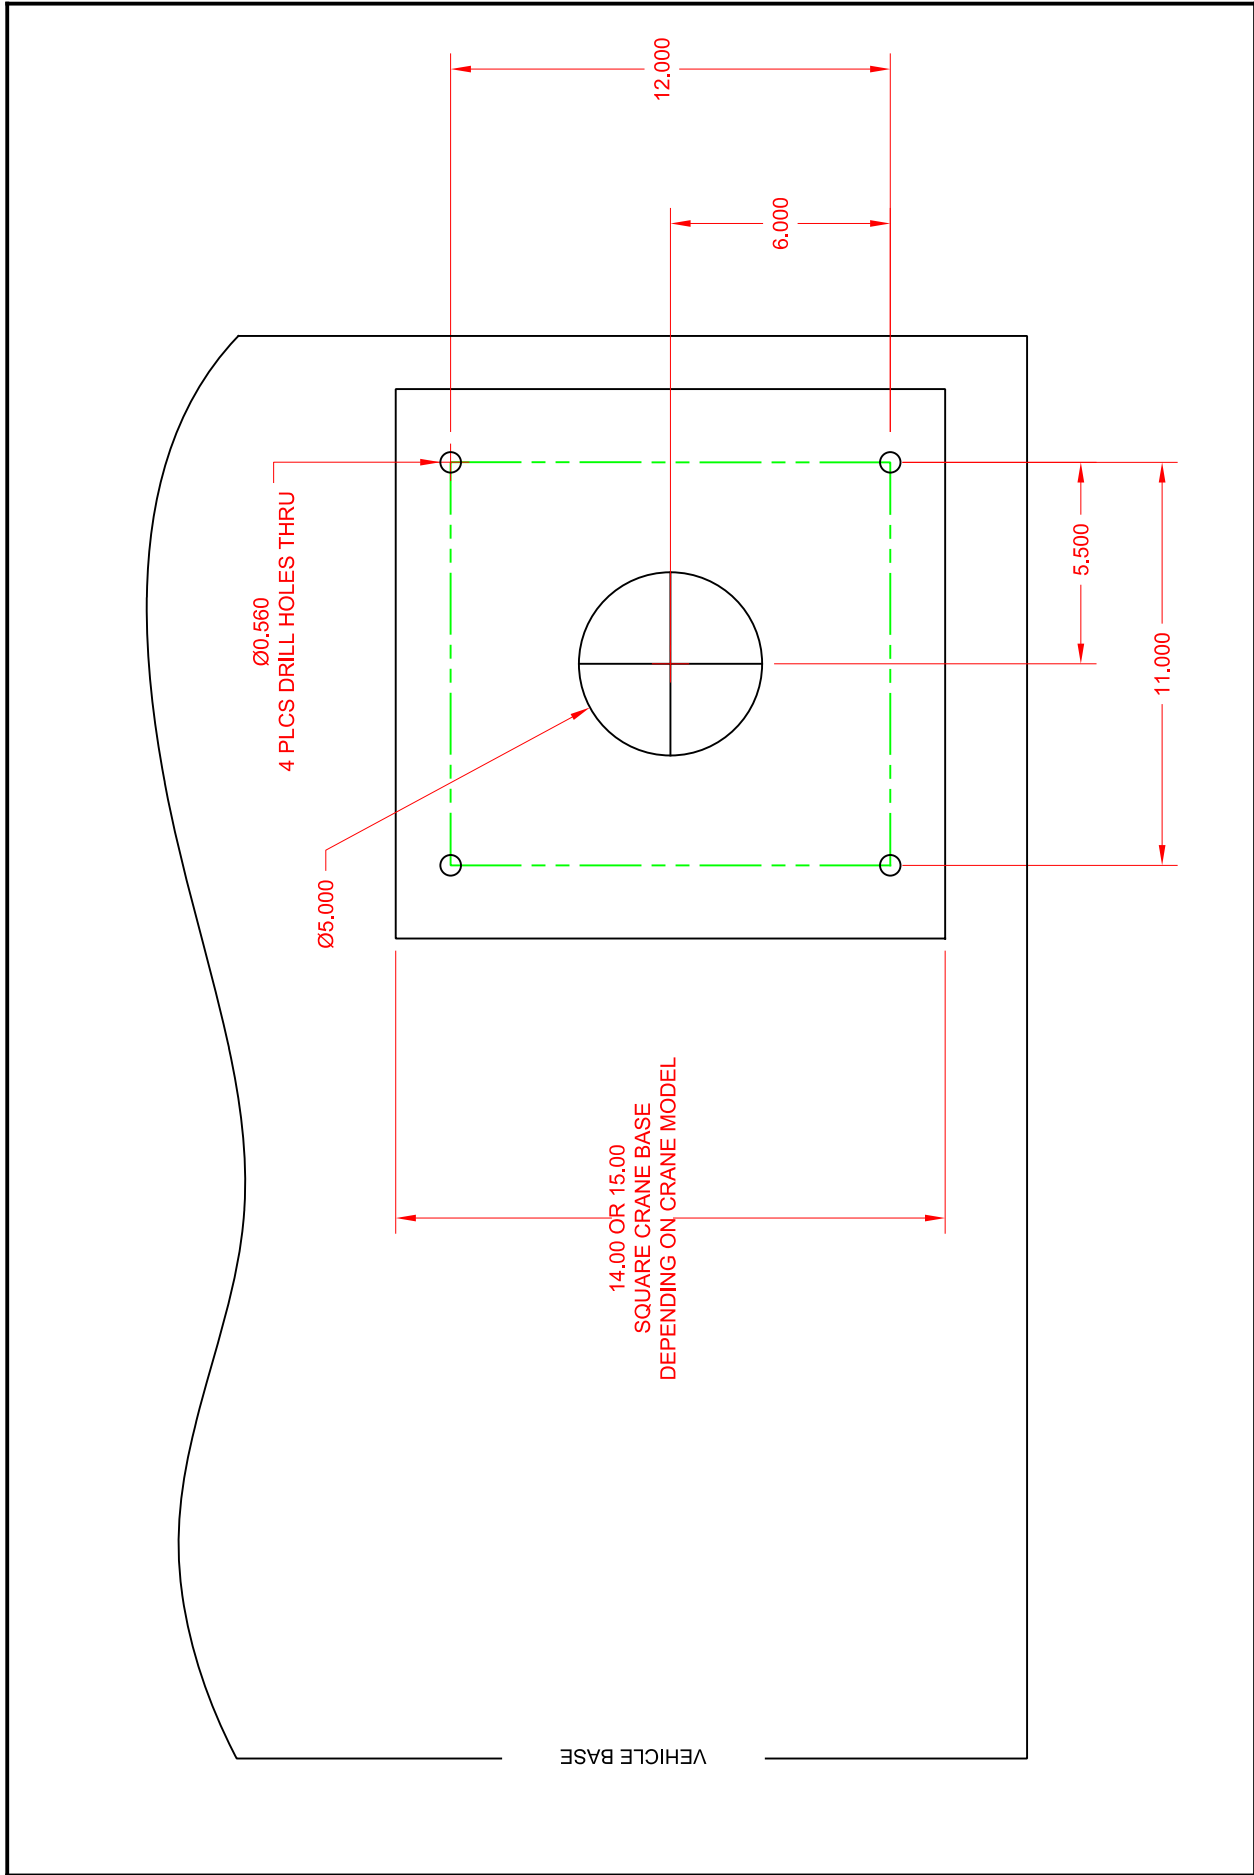 12.000
6.000
Ø0.560
4 PLCS DRILL HOLES THRU
Ø5.000
5.500
11.000
14.00 OR 15.00
SQUARE CRANE BASE
DEPENDING ON CRANE MODEL
VEHICLE BASE